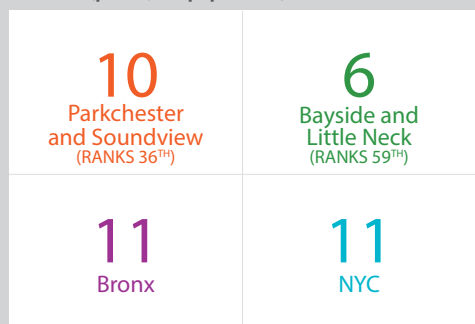 10
Parkchester
and Soundview
(RANKS 36TH)
6
Bayside and
Little Neck
(RANKS 59TH)
11
Bronx
11
NYC